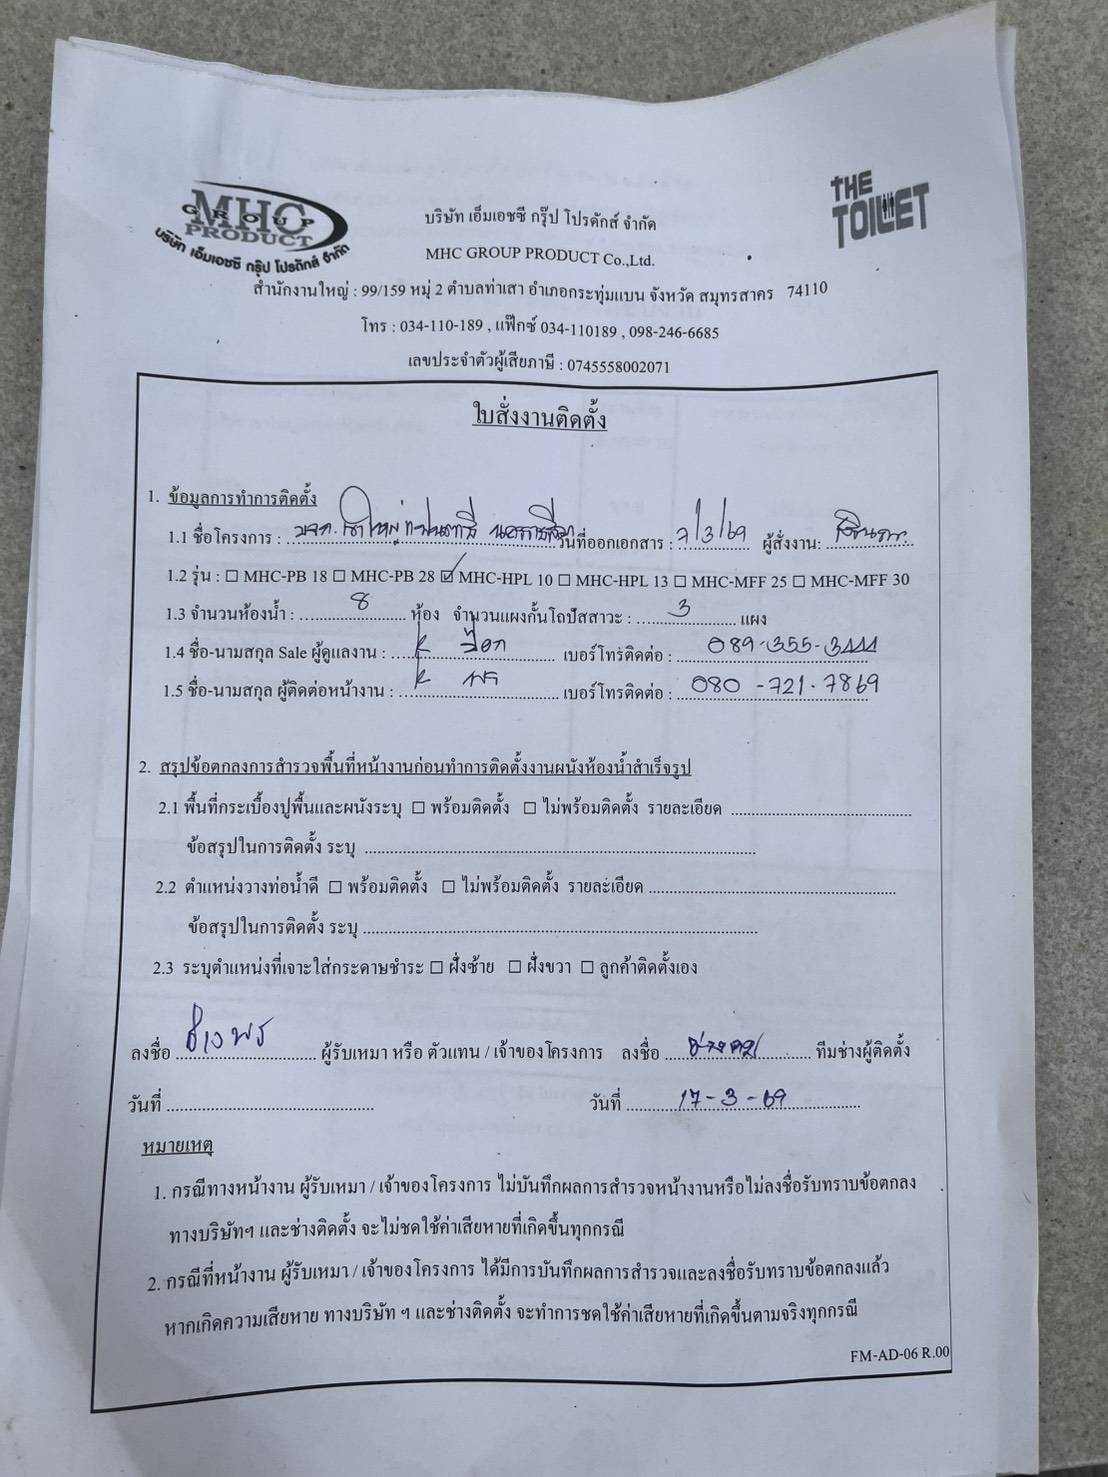 MHC
GROUP
PRODUCT
บริษัท เอ็มเอชซี กรุ๊ป โปรดักส์ จำกัด
THE
TOILET
บริษัท เอ็มเอชซี กรุ๊ป โปรดักส์ จำกัด
MHC GROUP PRODUCT Co.,Ltd.
สำนักงานใหญ่ : 99/159 หมู่ 2 ตำบลท่าเสา อำเภอกระทุ่มแบน จังหวัด สมุทรสาคร 74110
โทร : 034-110-189 , แฟ๊กซ์ 034-110189 , 098-246-6685
เลขประจำตัวผู้เสียภาษี : 0745558002071
ใบสั่งงานติดตั้ง
1. ข้อมูลการทำการติดตั้ง
1.1 ชื่อโครงการ : วันที่ออกเอกสาร : 7/3/69 ผู้สั่งงาน:
1.2 รุ่น : ☐ MHC-PB 18 ☐ MHC-PB 28 ☑ MHC-HPL 10 ☐ MHC-HPL 13 ☐ MHC-MFF 25 ☐ MHC-MFF 30
1.3 จำนวนห้องน้ำ : 8 ห้อง จำนวนแผงกั้นโถปัสสาวะ : 3 แผง
1.4 ชื่อ-นามสกุล Sale ผู้ดูแลงาน : K เบอร์โทรติดต่อ : 089-355-3444
1.5 ชื่อ-นามสกุล ผู้ติดต่อหน้างาน : K เบอร์โทรติดต่อ : 080-721-7869
2. สรุปข้อตกลงการสำรวจพื้นที่หน้างานก่อนทำการติดตั้งงานผนังห้องน้ำสำเร็จรูป
2.1 พื้นที่กระเบื้องปูพื้นและผนังระบุ ☐ พร้อมติดตั้ง ☐ ไม่พร้อมติดตั้ง รายละเอียด
ข้อสรุปในการติดตั้ง ระบุ
2.2 ตำแหน่งวางท่อน้ำดี ☐ พร้อมติดตั้ง ☐ ไม่พร้อมติดตั้ง รายละเอียด
ข้อสรุปในการติดตั้ง ระบุ
2.3 ระบุตำแหน่งที่เจาะใส่กระดาษชำระ ☐ ฝั่งซ้าย ☐ ฝั่งขวา ☐ ลูกค้าติดตั้งเอง
ลงชื่อ ช่างพร ผู้รับเหมา หรือ ตัวแทน / เจ้าของโครงการ ลงชื่อ ทีมช่างผู้ติดตั้ง
วันที่ วันที่ 17-3-69
หมายเหตุ
1. กรณีทางหน้างาน ผู้รับเหมา / เจ้าของโครงการ ไม่บันทึกผลการสำรวจหน้างานหรือไม่ลงชื่อรับทราบข้อตกลง
ทางบริษัทฯ และช่างติดตั้ง จะไม่ชดใช้ค่าเสียหายที่เกิดขึ้นทุกกรณี
2. กรณีที่หน้างาน ผู้รับเหมา / เจ้าของโครงการ ได้มีการบันทึกผลการสำรวจและลงชื่อรับทราบข้อตกลงแล้ว
หากเกิดความเสียหาย ทางบริษัท ฯ และช่างติดตั้ง จะทำการชดใช้ค่าเสียหายที่เกิดขึ้นตามจริงทุกกรณี
FM-AD-06 R.00